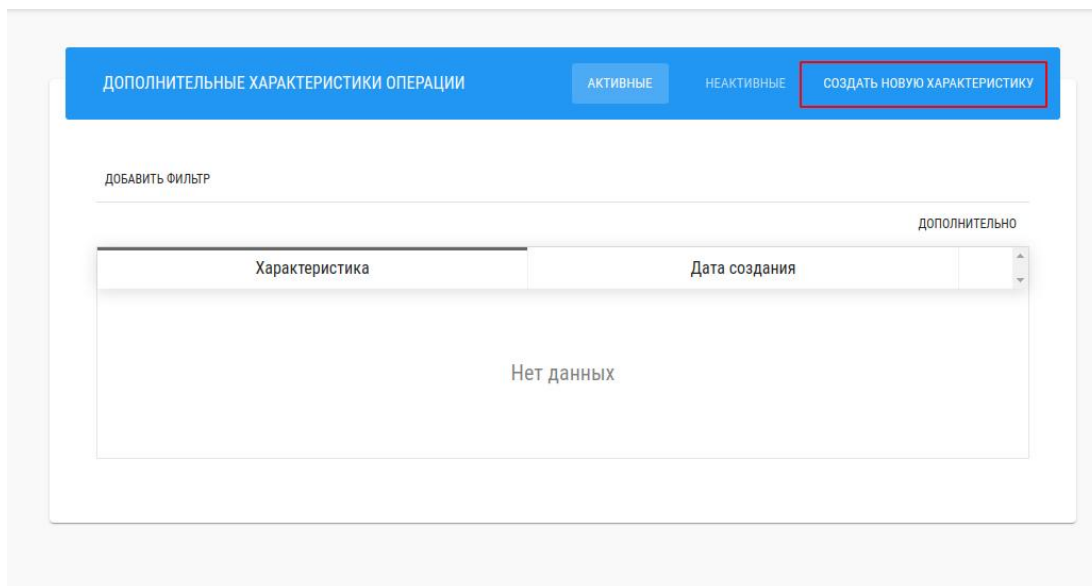 ДОПОЛНИТЕЛЬНЫЕ ХАРАКТЕРИСТИКИ ОПЕРАЦИИ АКТИВНЫЕ НЕАКТИВНЫЕ СОЗДАТЬ НОВУЮ ХАРАКТЕРИСТИКУ
ДОБАВИТЬ ФИЛЬТР
ДОПОЛНИТЕЛЬНО
Характеристика Дата создания
Нет данных